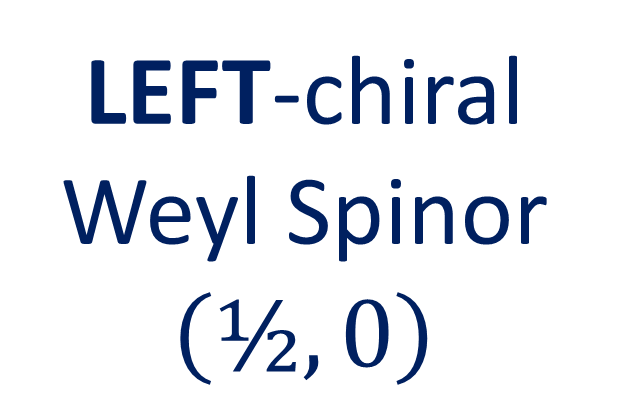 LEFT-chiral
Weyl Spinor
(½, 0)